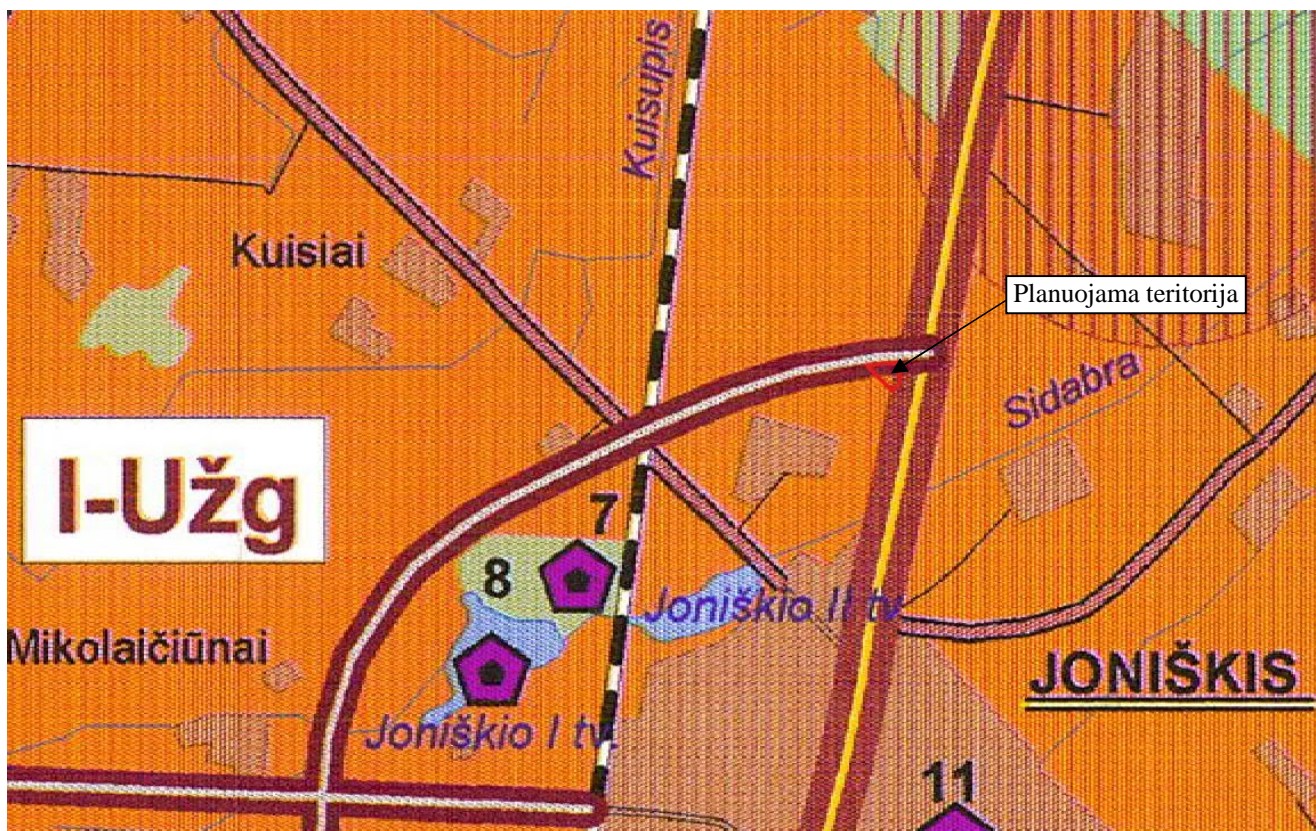 Kuisupis
Kuisiai
Planuojama teritorija
Sidabra
I-Užg
7
8
Joniškio II tv.
Mikolaičiūnai
JONIŠKIS
Joniškio I tv.
11